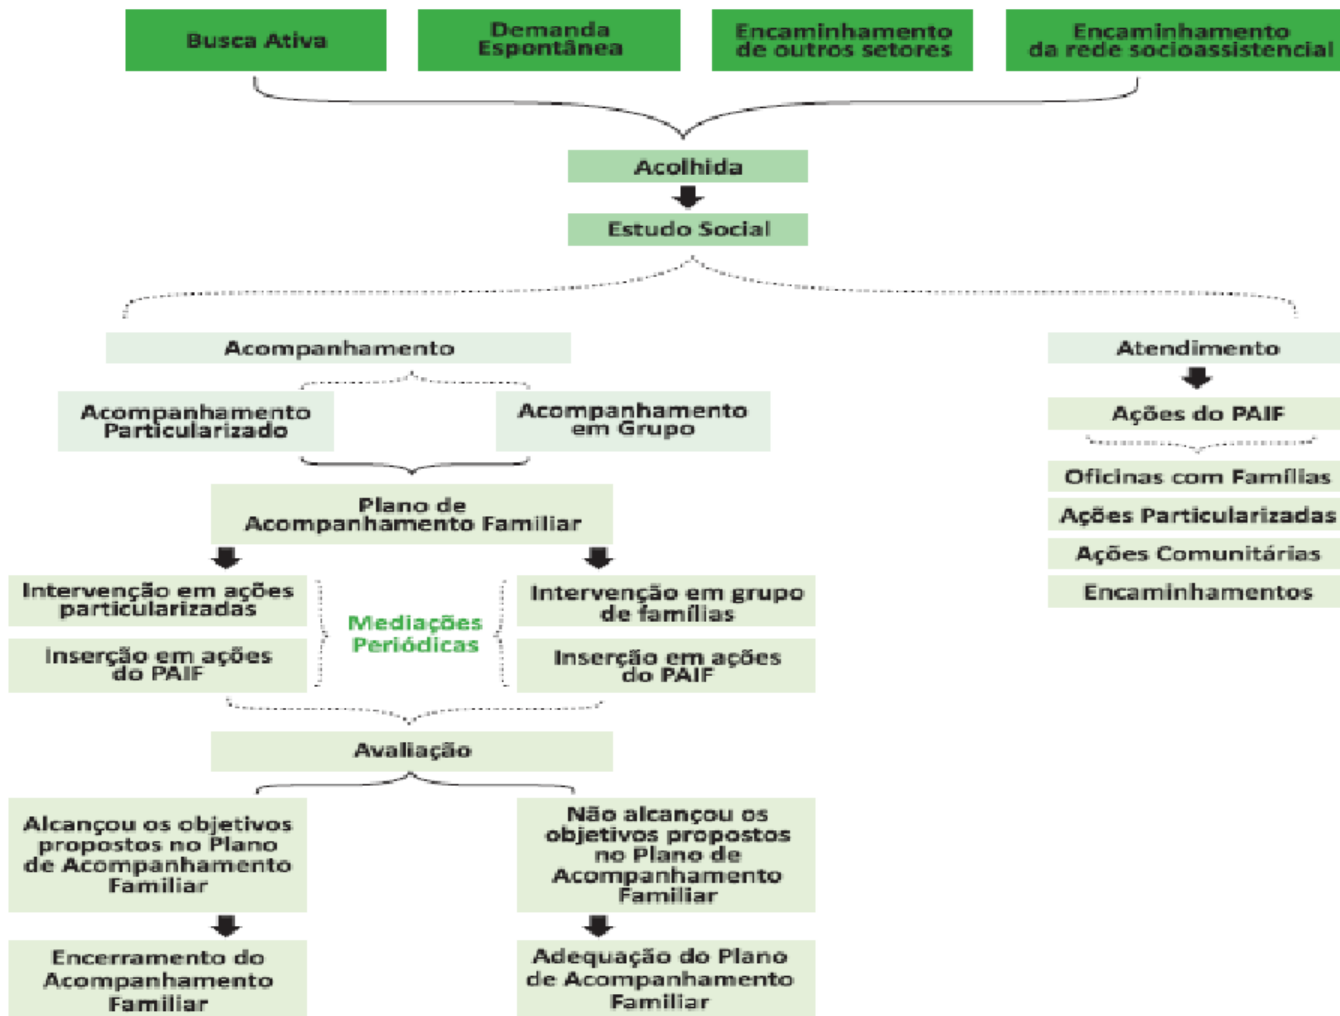 Busca Ativa
Demanda
Espontânea
Encaminhamento
de outros setores
Encaminhamento
da rede socioassistencial
Acolhida
Estudo Social
Acompanhamento
Atendimento
Acompanhamento
Particularizado
Acompanhamento
em Grupo
Ações do PAIF
Oficinas com Famílias
Ações Particularizadas
Ações Comunitárias
Encaminhamentos
Plano de
Acompanhamento Familiar
Intervenção em ações
particularizadas
Inserção em ações
do PAIF
Mediações
Periódicas
Intervenção em grupo
de famílias
Inserção em ações
do PAIF
Avaliação
Alcançou os objetivos
propostos no Plano
de Acompanhamento
Familiar
Não alcançou os
objetivos propostos
no Plano de
Acompanhamento
Familiar
Encerramento do
Acompanhamento
Familiar
Adequação do Plano
de Acompanhamento
Familiar